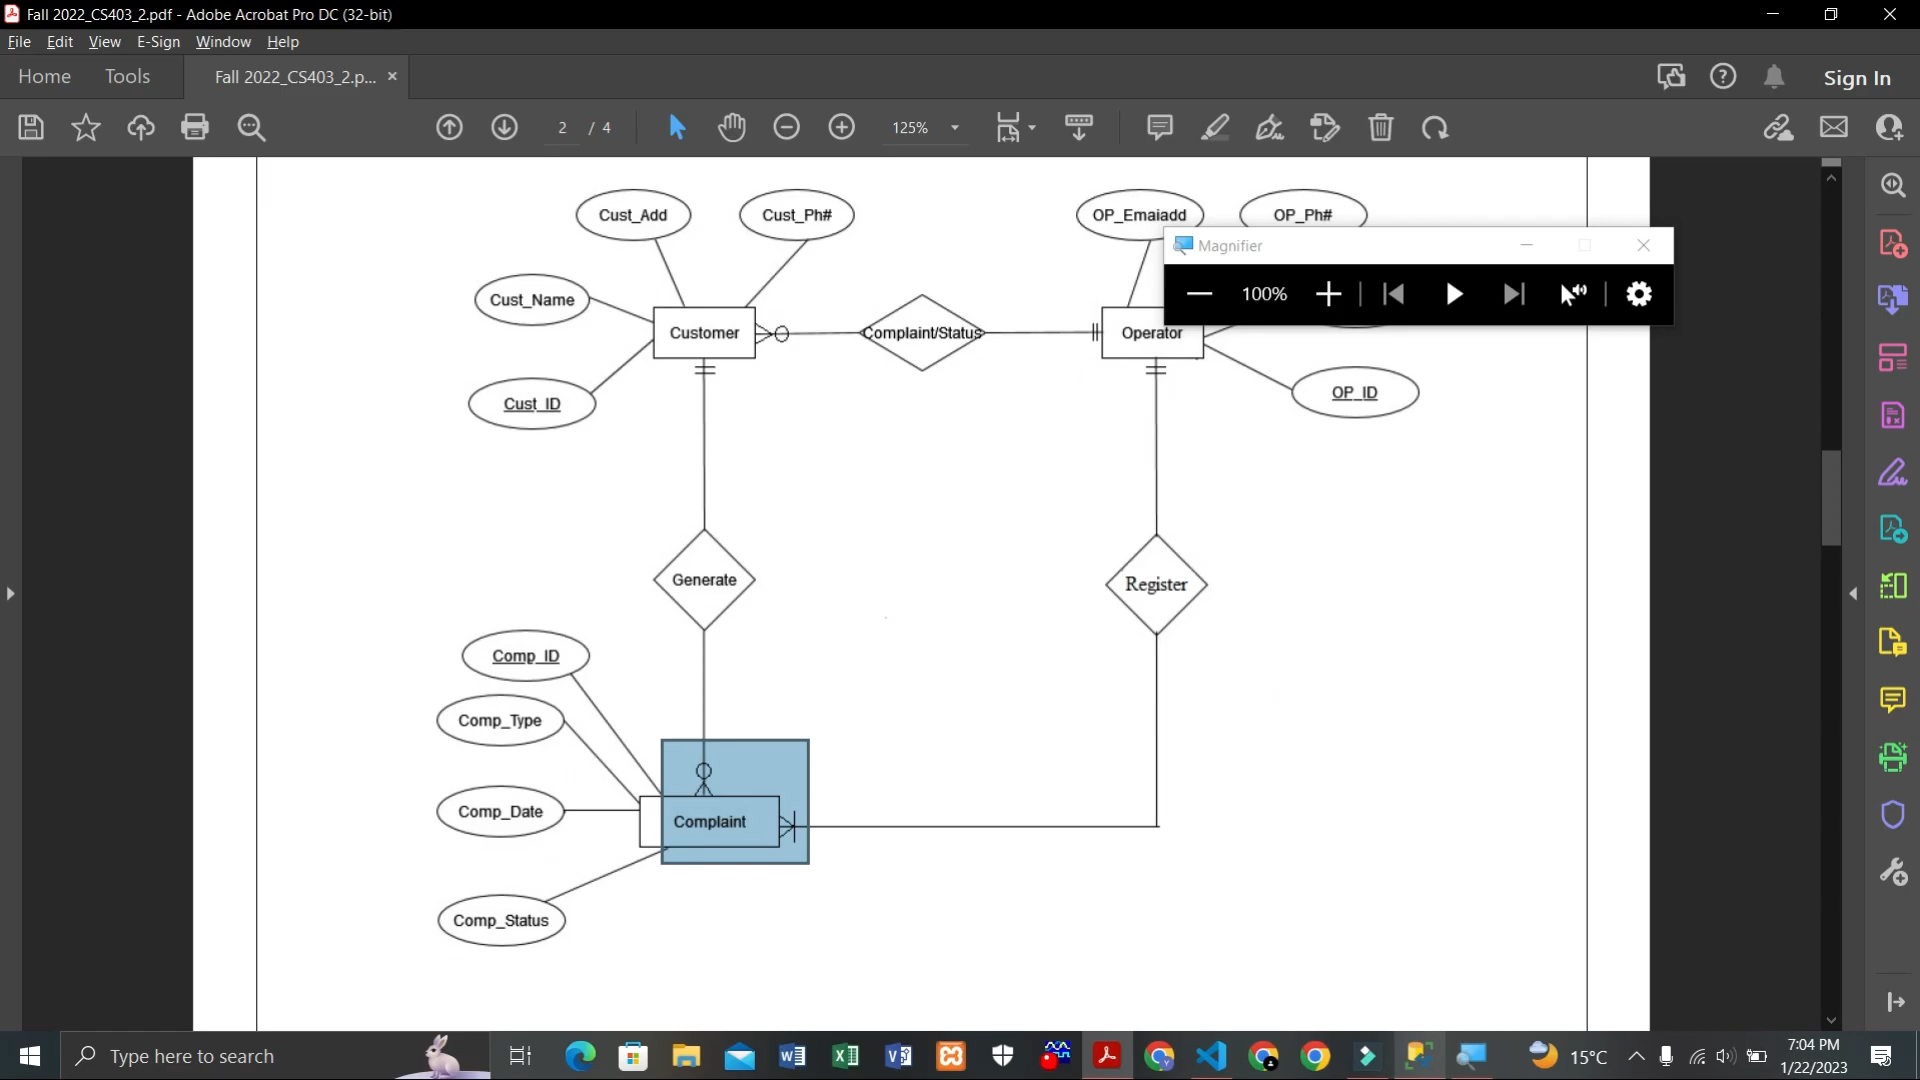 Fall 2022_CS403_2.pdf - Adobe Acrobat Pro DC (32-bit)
File Edit View E-Sign Window Help
Home Tools Fall 2022_CS403_2.p... × Sign In
2 / 4 125%
Cust_Add Cust_Ph# OP_Emaiadd OP_Ph#
Magnifier
Cust_Name 100%
Customer Complaint/Status Operator
Cust_ID OP_ID
Generate Register
Comp_ID
Comp_Type
Comp_Date Complaint
Comp_Status
Type here to search 15°C 7:04 PM
1/22/2023